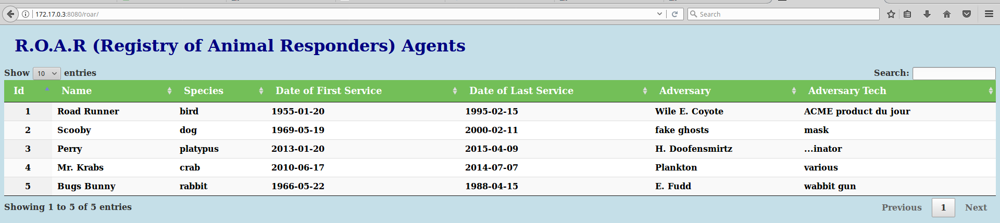 172.17.0.3:8080/roar/ Search
R.O.A.R (Registry of Animal Responders) Agents
Show 10 entries Search:
Id Name Species Date of First Service Date of Last Service Adversary Adversary Tech
1 Road Runner bird 1955-01-20 1995-02-15 Wile E. Coyote ACME product du jour
2 Scooby dog 1969-05-19 2000-02-11 fake ghosts mask
3 Perry platypus 2013-01-20 2015-04-09 H. Doofensmirtz ...inator
4 Mr. Krabs crab 2010-06-17 2014-07-07 Plankton various
5 Bugs Bunny rabbit 1966-05-22 1988-04-15 E. Fudd wabbit gun
Showing 1 to 5 of 5 entries Previous 1 Next